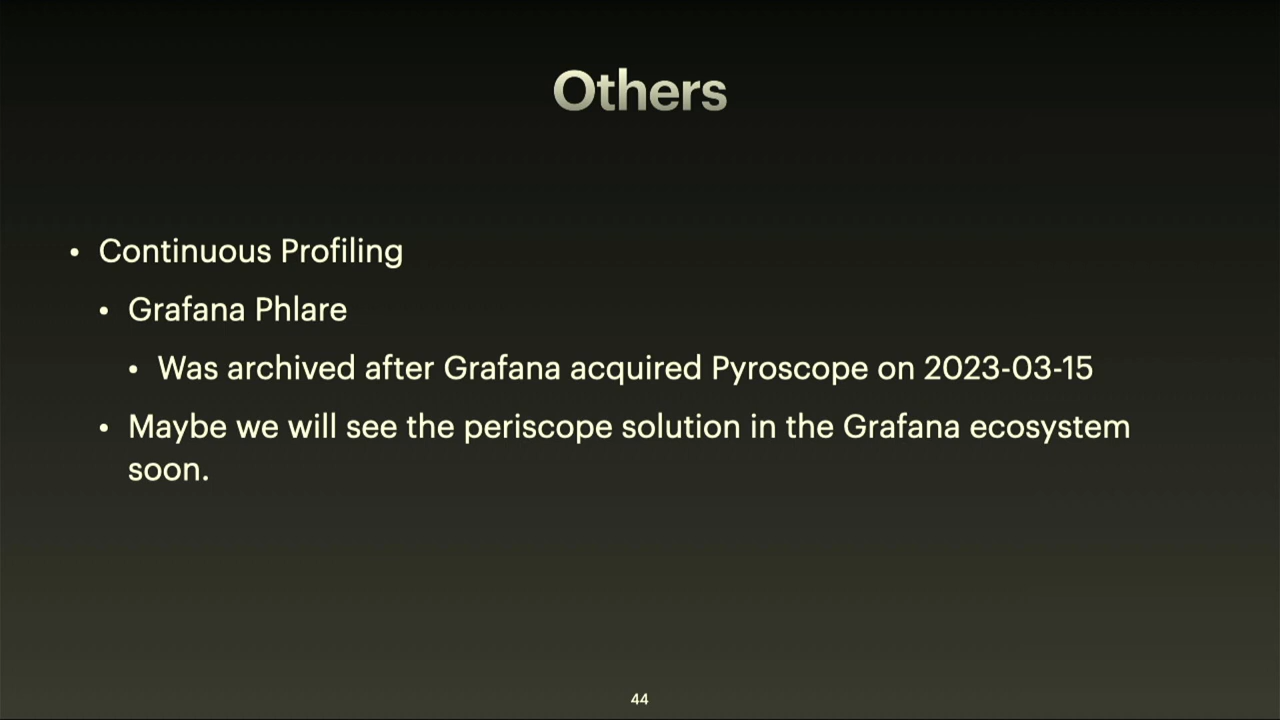 Others
• Continuous Profiling
• Grafana Phlare
• Was archived after Grafana acquired Pyroscope on 2023-03-15
• Maybe we will see the periscope solution in the Grafana ecosystem
soon.
44